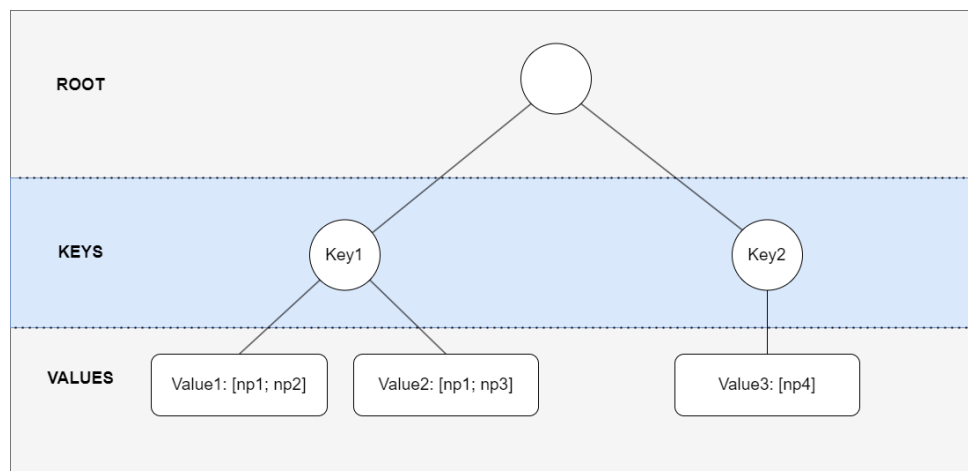 ROOT
KEYS
Key1
Key2
VALUES
Value1: [np1; np2]
Value2: [np1; np3]
Value3: [np4]